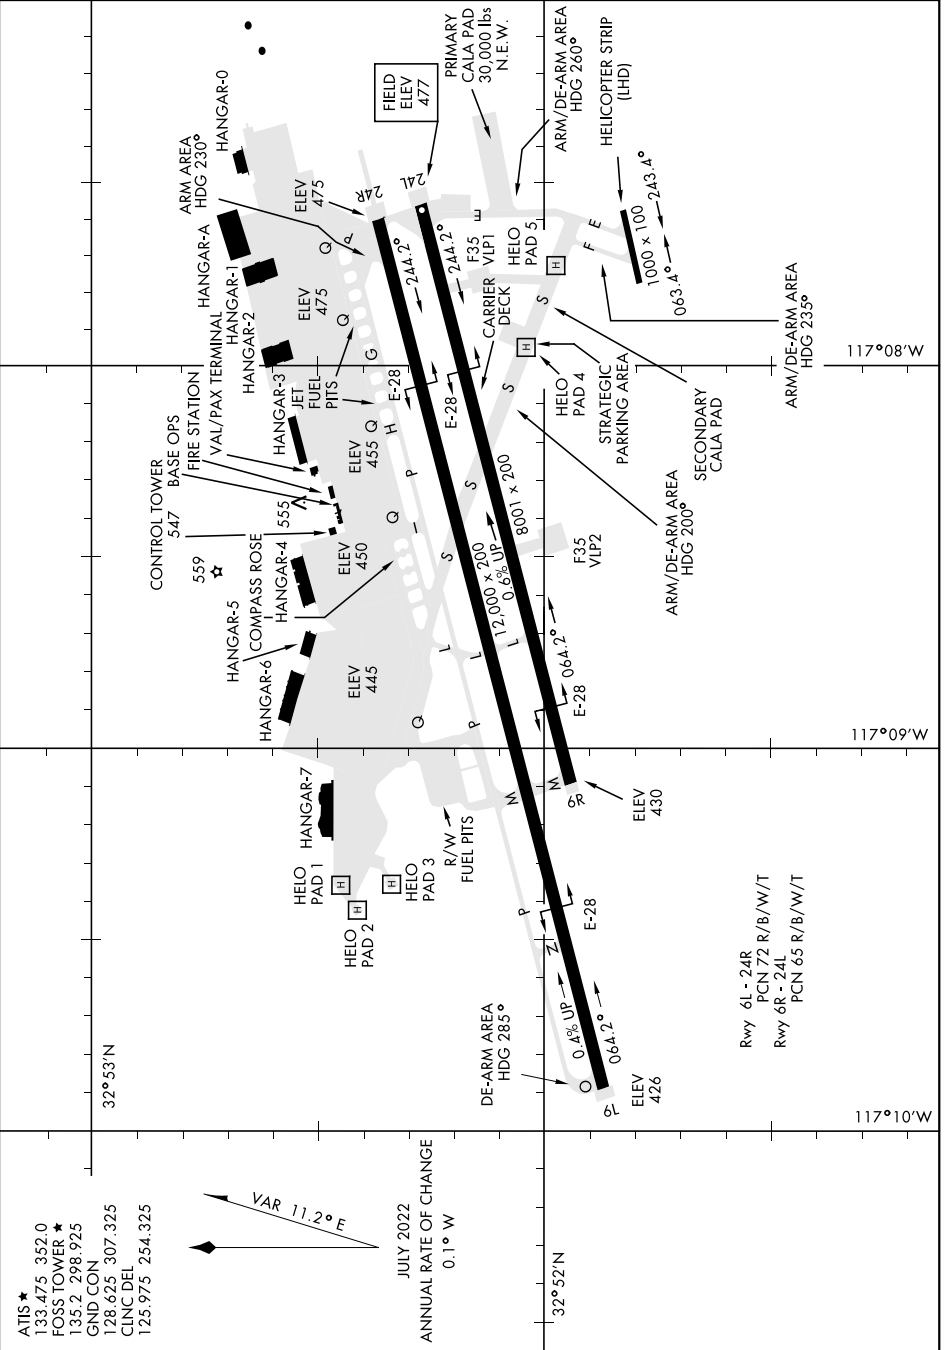 ATIS ★
133.475 352.0
FOSS TOWER ★
135.2 298.925
GND CON
128.625 307.325
CLNC DEL
125.975 254.325
VAR 11.2° E
JULY 2022
ANNUAL RATE OF CHANGE
0.1° W
32°53'N
32°52'N
117°10'W
117°09'W
117°08'W
CONTROL TOWER
547
BASE OPS
FIRE STATION
VAL/PAX TERMINAL
559
555
HANGAR-0
HANGAR-A
HANGAR-1
HANGAR-2
HANGAR-3
HANGAR-4
HANGAR-5
HANGAR-6
HANGAR-7
COMPASS ROSE
JET
FUEL
PITS
ARM AREA
HDG 230°
ELEV
475
ELEV
475
ELEV
455
ELEV
450
ELEV
445
FIELD
ELEV
477
PRIMARY
CALA PAD
30,000 lbs
N.E.W.
ARM/DE-ARM AREA
HDG 260°
HELICOPTER STRIP
(LHD)
1000 x 100
063.4°
243.4°
ARM/DE-ARM AREA
HDG 235°
SECONDARY
CALA PAD
STRATEGIC
PARKING AREA
ARM/DE-ARM AREA
HDG 200°
HELO
PAD 5
H
HELO
PAD 4
H
F35
VLP1
F35
VLP2
CARRIER
DECK
24R
24L
244.2°
244.2°
E-28
E-28
12,000 x 200
8001 x 200
0.6% UP
064.2°
E-28
6R
ELEV
430
E-28
0.4% UP
064.2°
6L
ELEV
426
DE-ARM AREA
HDG 285°
R/W
FUEL PITS
HELO
PAD 1
H
HELO
PAD 2
H
HELO
PAD 3
H
Q
P
Q
G
Q
H
P
I
Q
S
S
S
S
E
F
E
L
L
L
Q
P
W
W
P
Z
Rwy 6L - 24R
PCN 72 R/B/W/T
Rwy 6R - 24L
PCN 65 R/B/W/T